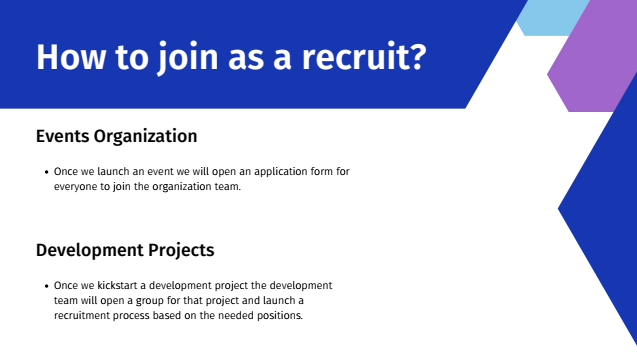 How to join as a recruit?
Events Organization
• Once we launch an event we will open an application form for
everyone to join the organization team.
Development Projects
• Once we kickstart a development project the development
team will open a group for that project and launch a
recruitment process based on the needed positions.